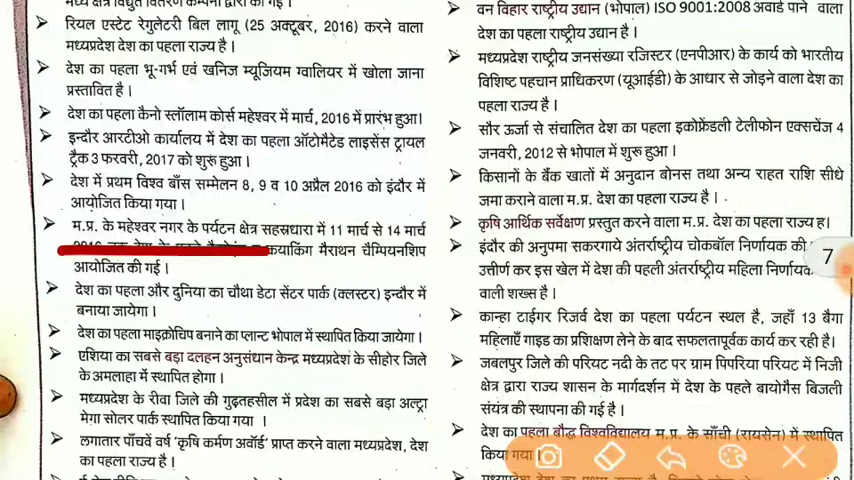 मध्य क्षेत्र विद्युत वितरण कम्पनी द्वारा की गई ।
➤ रियल एस्टेट रेगुलेटरी बिल लागू (25 अक्टूबर, 2016) करने वाला
मध्यप्रदेश देश का पहला राज्य है ।
➤ देश का पहला भू-गर्भ एवं खनिज म्यूजियम ग्वालियर में खोला जाना
प्रस्तावित है ।
➤ देश का पहला कैनो स्लॉलाम कोर्स महेश्वर में मार्च, 2016 में प्रारंभ हुआ।
➤ इन्दौर आरटीओ कार्यालय में देश का पहला ऑटोमैटेड लाइसेंस ट्रायल
ट्रैक 3 फरवरी, 2017 को शुरू हुआ ।
➤ देश में प्रथम विश्व बाँस सम्मेलन 8, 9 व 10 अप्रैल 2016 को इंदौर में
आयोजित किया गया ।
➤ म.प्र. के महेश्वर नगर के पर्यटन क्षेत्र सहस्रधारा में 11 मार्च से 14 मार्च
कयाकिंग मैराथन चैम्पियनशिप
आयोजित की गई ।
➤ देश का पहला और दुनिया का चौथा डेटा सेंटर पार्क (क्लस्टर) इन्दौर में
बनाया जायेगा ।
➤ देश का पहला माइक्रोचिप बनाने का प्लान्ट भोपाल में स्थापित किया जायेगा ।
➤ एशिया का सबसे बड़ा दलहन अनुसंधान केन्द्र मध्यप्रदेश के सीहोर जिले
के अमलाहा में स्थापित होगा ।
➤ मध्यप्रदेश के रीवा जिले की गुढ़तहसील में प्रदेश का सबसे बड़ा अल्ट्रा
मेगा सोलर पार्क स्थापित किया गया ।
➤ लगातार पाँचवें वर्ष 'कृषि कर्मण अवॉर्ड' प्राप्त करने वाला मध्यप्रदेश, देश
का पहला राज्य है ।
➤ वन विहार राष्ट्रीय उद्यान (भोपाल) ISO 9001:2008 अवार्ड पाने वाला
देश का पहला राष्ट्रीय उद्यान है ।
➤ मध्यप्रदेश राष्ट्रीय जनसंख्या रजिस्टर (एनपीआर) के कार्य को भारतीय
विशिष्ट पहचान प्राधिकरण (यूआईडी) के आधार से जोड़ने वाला देश का
पहला राज्य है ।
➤ सौर ऊर्जा से संचालित देश का पहला इकोफ्रेंडली टेलीफोन एक्सचेंज 4
जनवरी, 2012 से भोपाल में शुरू हुआ ।
➤ किसानों के बैंक खातों में अनुदान बोनस तथा अन्य राहत राशि सीधे
जमा कराने वाला म.प्र. देश का पहला राज्य है ।
➤ कृषि आर्थिक सर्वेक्षण प्रस्तुत करने वाला म.प्र. देश का पहला राज्य है।
➤ इंदौर की अनुपमा सकरगाये अंतर्राष्ट्रीय चोकबॉल निर्णायक की
उत्तीर्ण कर इस खेल में देश की पहली अंतर्राष्ट्रीय महिला निर्णायक
वाली शख्स है ।
7
➤ कान्हा टाईगर रिजर्व देश का पहला पर्यटन स्थल है, जहाँ 13 बैगा
महिलाएँ गाइड का प्रशिक्षण लेने के बाद सफलतापूर्वक कार्य कर रही है।
➤ जबलपुर जिले की परियट नदी के तट पर ग्राम पिपरिया परियट में निजी
क्षेत्र द्वारा राज्य शासन के मार्गदर्शन में देश के पहले बायोगैस बिजली
संयंत्र की स्थापना की गई है ।
➤ देश का पहला बौद्ध विश्वविद्यालय म.प्र. के साँची (रायसेन) में स्थापित
किया गया ।